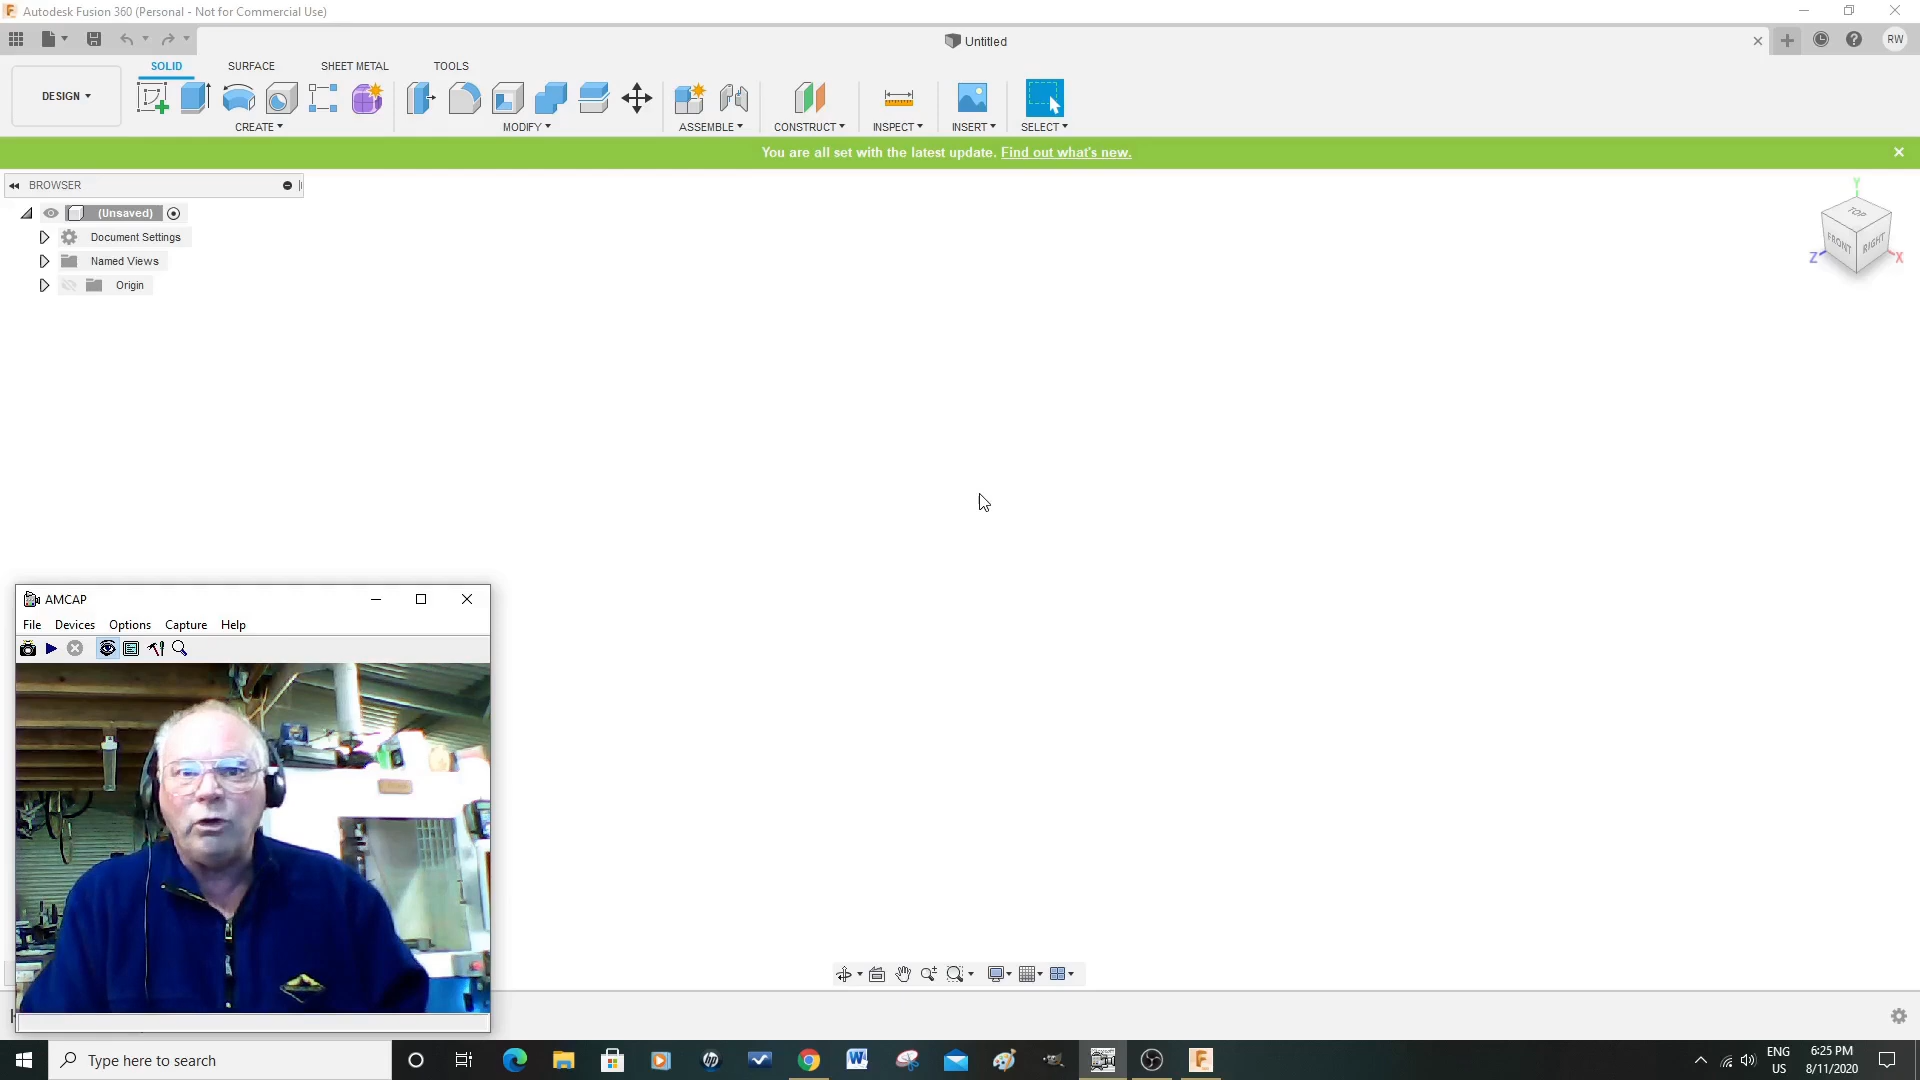 Autodesk Fusion 360 (Personal - Not for Commercial Use)
Untitled
RW
SOLID
SURFACE
SHEET METAL
TOOLS
DESIGN
CREATE
MODIFY
ASSEMBLE
CONSTRUCT
INSPECT
INSERT
SELECT
You are all set with the latest update. Find out what's new.
BROWSER
(Unsaved)
Document Settings
Named Views
Origin
Y
TOP
FRONT
RIGHT
Z
X
AMCAP
File
Devices
Options
Capture
Help
Type here to search
ENG
US
6:25 PM
8/11/2020